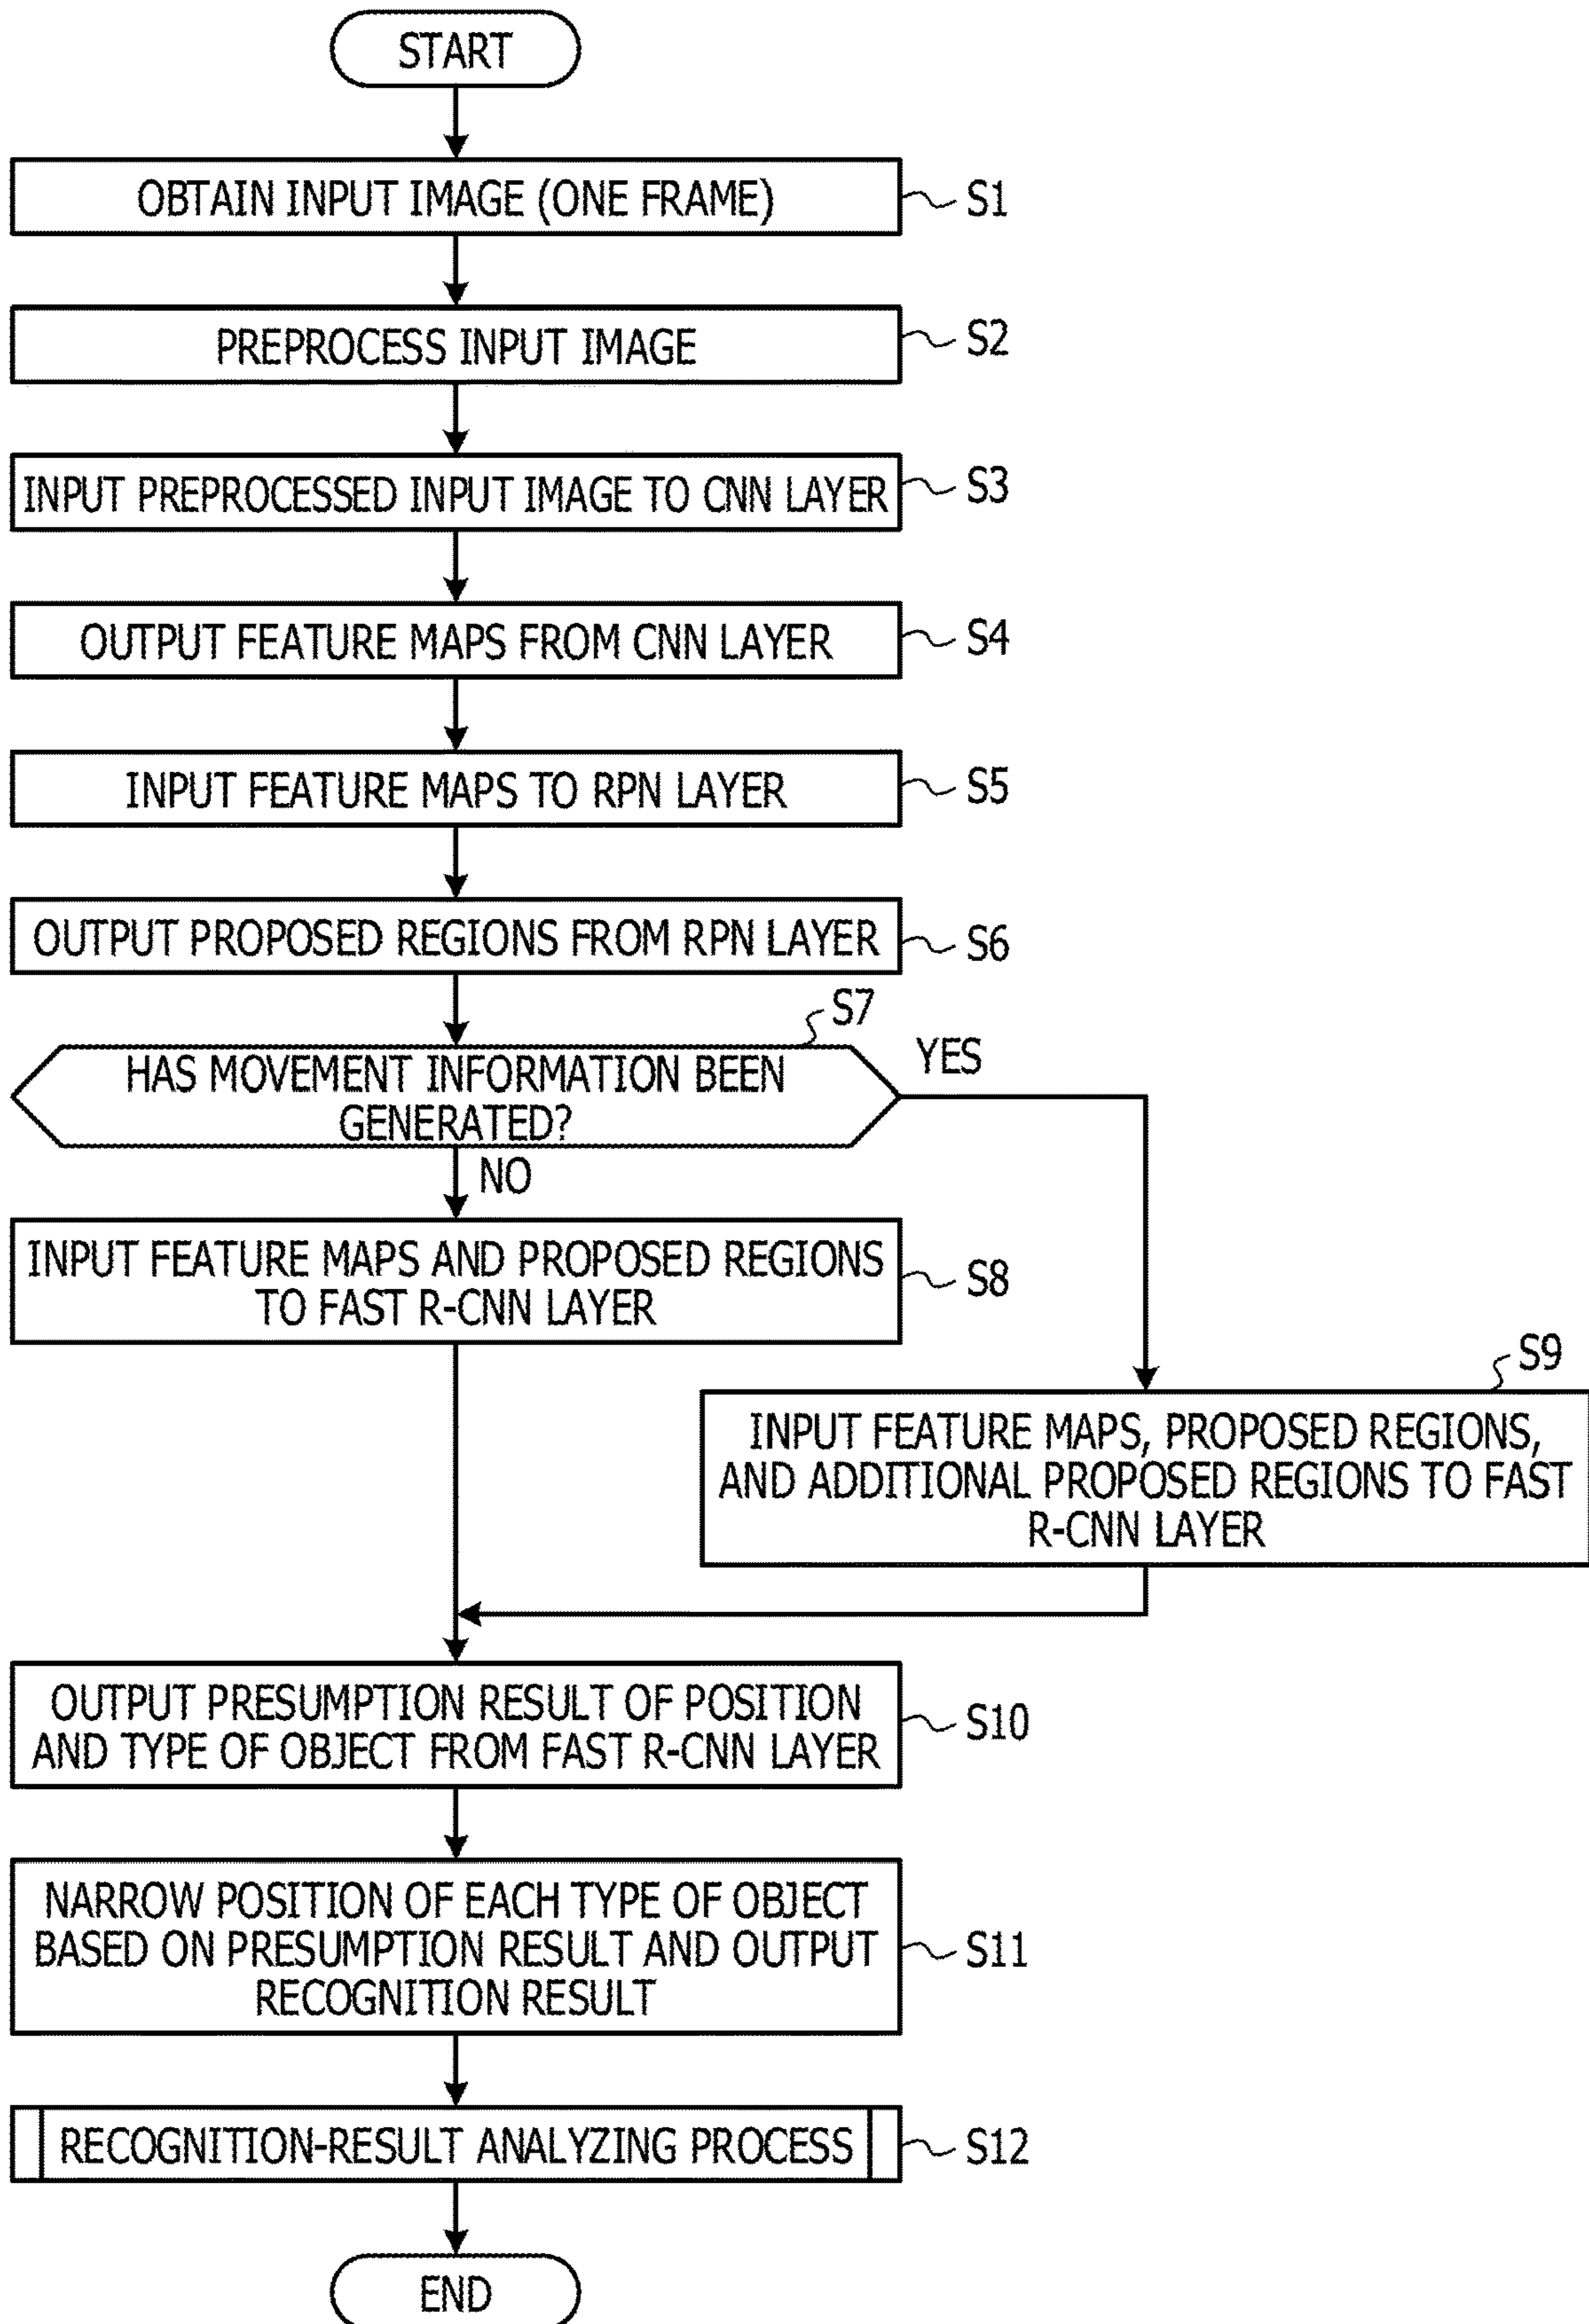 START
OBTAIN INPUT IMAGE (ONE FRAME)
S1
PREPROCESS INPUT IMAGE
S2
INPUT PREPROCESSED INPUT IMAGE TO CNN LAYER
S3
OUTPUT FEATURE MAPS FROM CNN LAYER
S4
INPUT FEATURE MAPS TO RPN LAYER
S5
OUTPUT PROPOSED REGIONS FROM RPN LAYER
S6
S7
HAS MOVEMENT INFORMATION BEEN
GENERATED?
YES
NO
INPUT FEATURE MAPS AND PROPOSED REGIONS
TO FAST R-CNN LAYER
S8
S9
INPUT FEATURE MAPS, PROPOSED REGIONS,
AND ADDITIONAL PROPOSED REGIONS TO FAST
R-CNN LAYER
OUTPUT PRESUMPTION RESULT OF POSITION
AND TYPE OF OBJECT FROM FAST R-CNN LAYER
S10
NARROW POSITION OF EACH TYPE OF OBJECT
BASED ON PRESUMPTION RESULT AND OUTPUT
RECOGNITION RESULT
S11
RECOGNITION-RESULT ANALYZING PROCESS
S12
END